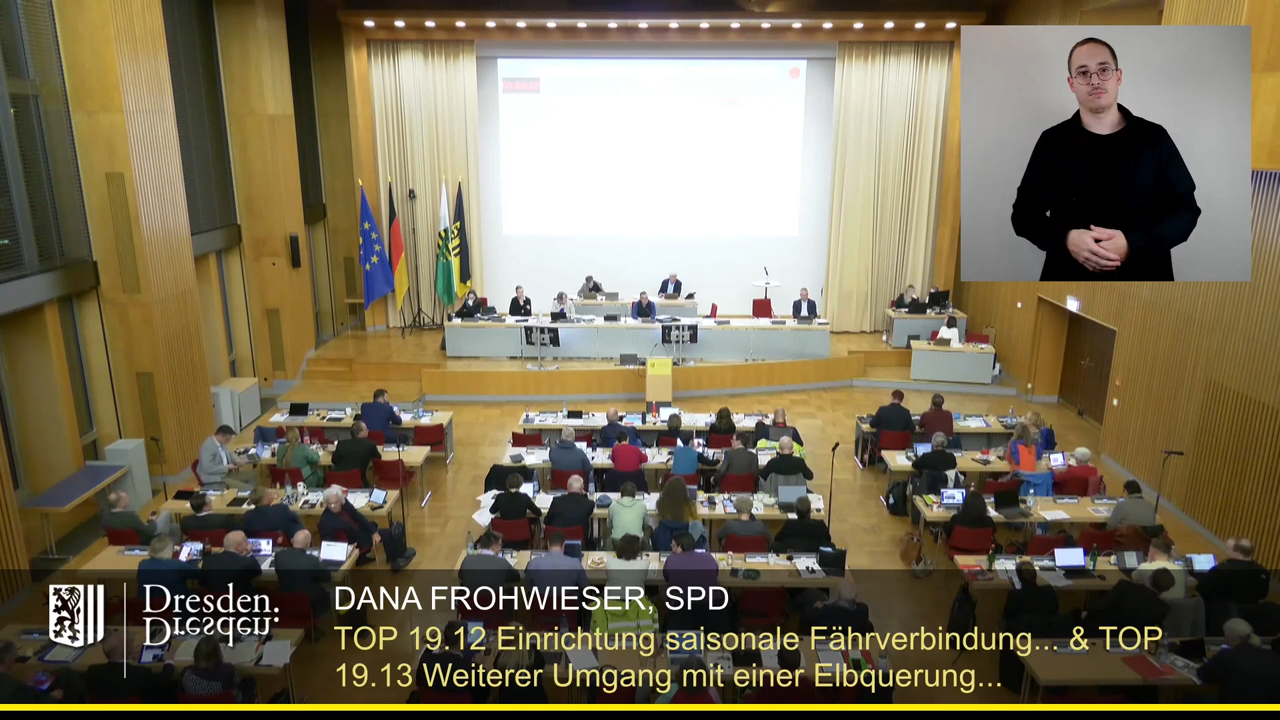 DANA FROHWIESER, SPD
Dresden.
Dresden.
TOP 19.12 Einrichtung saisonale Fährverbindung... & TOP
19.13 Weiterer Umgang mit einer Elbquerung...